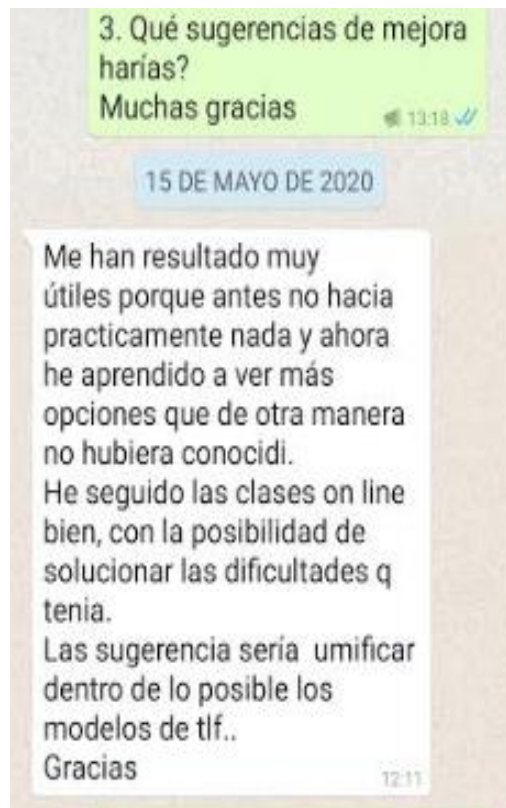 3. Qué sugerencias de mejora
harías?
Muchas gracias
13:18
15 DE MAYO DE 2020
Me han resultado muy
útiles porque antes no hacia
practicamente nada y ahora
he aprendido a ver más
opciones que de otra manera
no hubiera conocidi.
He seguido las clases on line
bien, con la posibilidad de
solucionar las dificultades q
tenia.
Las sugerencia sería umificar
dentro de lo posible los
modelos de tlf..
Gracias
12:11